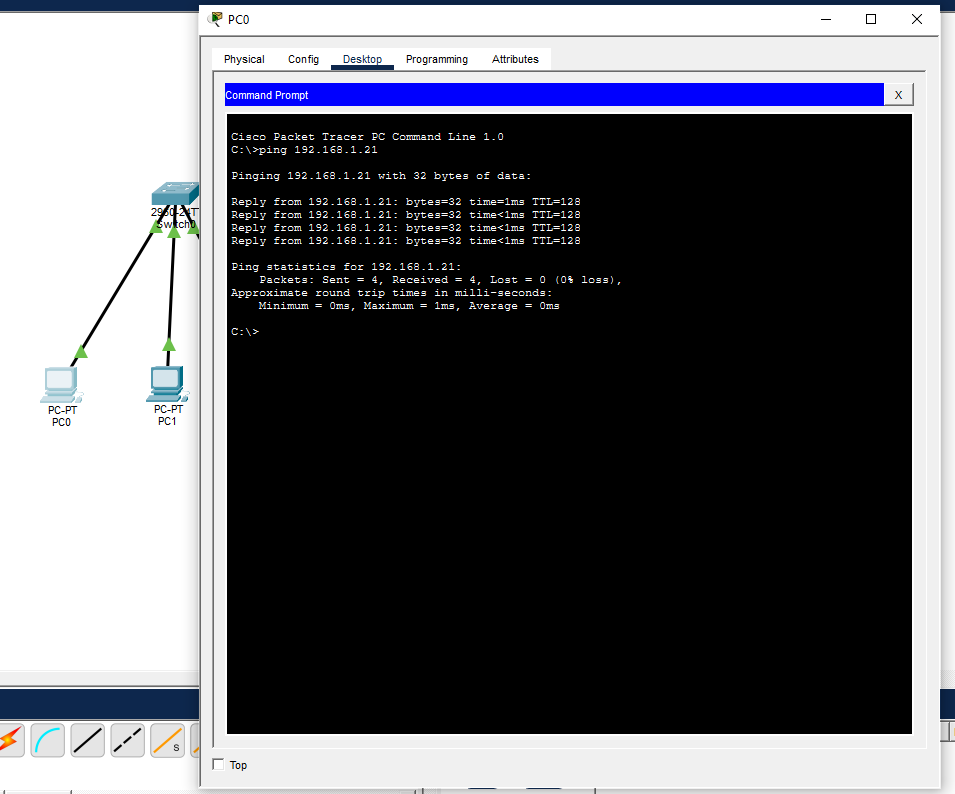 PC0
Physical Config Desktop Programming Attributes
Command Prompt
X
Cisco Packet Tracer PC Command Line 1.0
C:\>ping 192.168.1.21
Pinging 192.168.1.21 with 32 bytes of data:
Reply from 192.168.1.21: bytes=32 time=1ms TTL=128
Reply from 192.168.1.21: bytes=32 time<1ms TTL=128
Reply from 192.168.1.21: bytes=32 time<1ms TTL=128
Reply from 192.168.1.21: bytes=32 time<1ms TTL=128
Ping statistics for 192.168.1.21:
Packets: Sent = 4, Received = 4, Lost = 0 (0% loss),
Approximate round trip times in milli-seconds:
Minimum = 0ms, Maximum = 1ms, Average = 0ms
C:\>
Switch0
PC-PT
PC0
PC-PT
PC1
S
Top